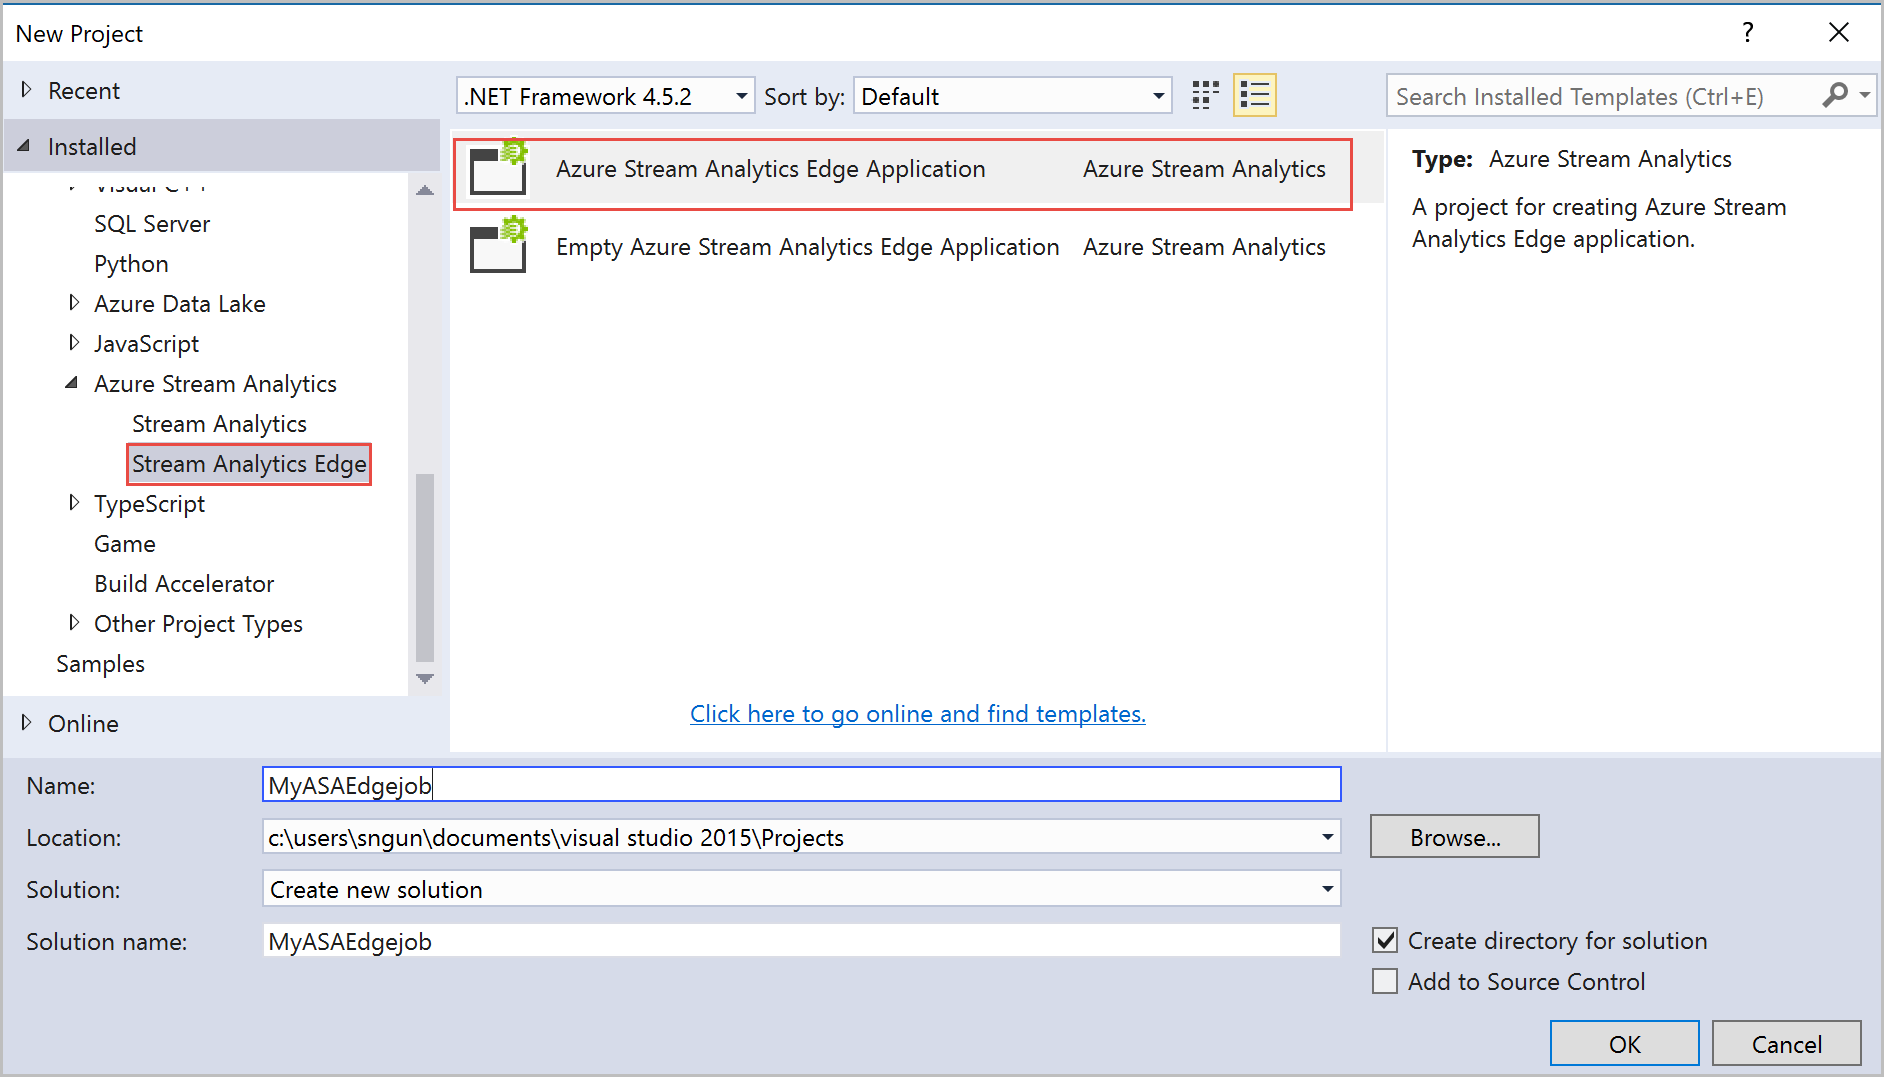 New Project
?
Recent
.NET Framework 4.5.2
Sort by:
Default
Search Installed Templates (Ctrl+E)
Installed
Visual C++
SQL Server
Python
Azure Data Lake
JavaScript
Azure Stream Analytics
Stream Analytics
Stream Analytics Edge
TypeScript
Game
Build Accelerator
Other Project Types
Samples
Online
Azure Stream Analytics Edge Application Azure Stream Analytics
Empty Azure Stream Analytics Edge Application Azure Stream Analytics
Click here to go online and find templates.
Type: Azure Stream Analytics
A project for creating Azure Stream
Analytics Edge application.
Name: MyASAEdgejob
Location: c:\users\sngun\documents\visual studio 2015\Projects
Browse...
Solution: Create new solution
Solution name: MyASAEdgejob
Create directory for solution
Add to Source Control
OK
Cancel